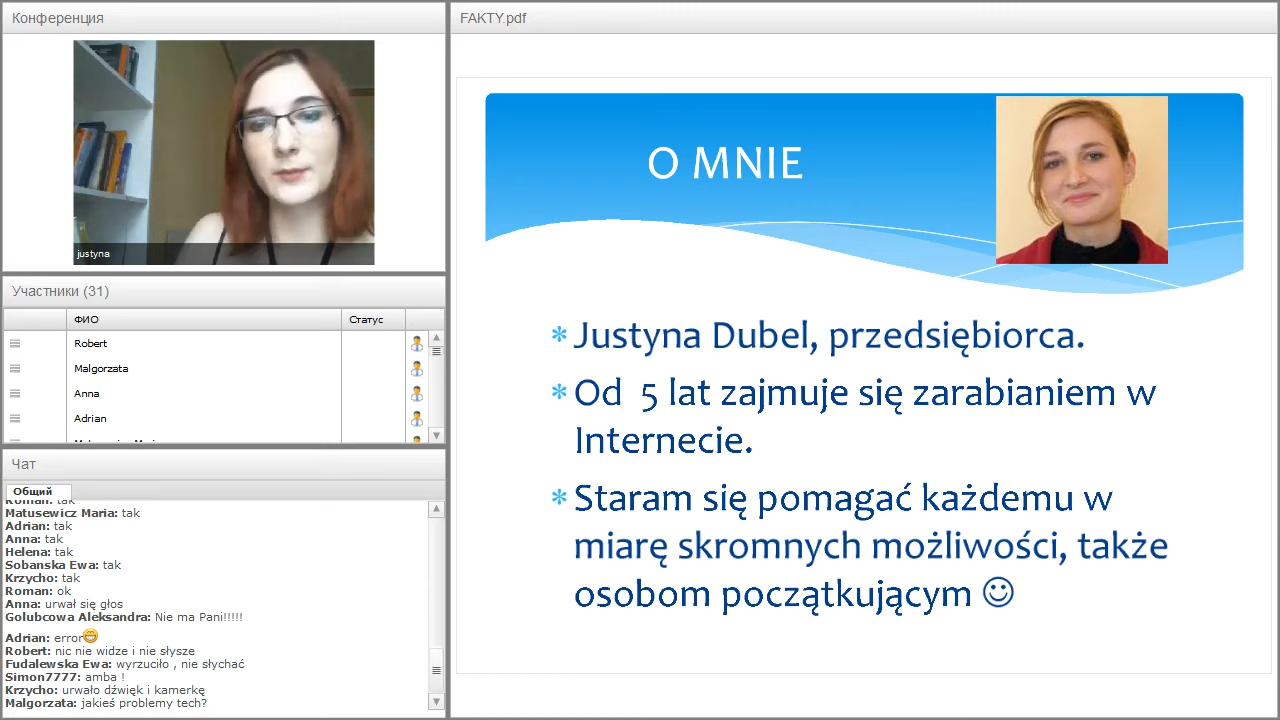 Конференция
justyna
Участники (31)
ФИО
Статус
Robert
Malgorzata
Anna
Adrian
Чат
Общий
Roman: tak
Matusewicz Maria: tak
Adrian: tak
Anna: tak
Helena: tak
Sobanska Ewa: tak
Krzycho: tak
Roman: ok
Anna: urwał się głos
Golubcowa Aleksandra: Nie ma Pani!!!!!
Adrian: error
Robert: nic nie widze i nie słysze
Fudalewska Ewa: wyrzuciło , nie słychać
Simon7777: amba !
Krzycho: urwało dźwięk i kamerkę
Malgorzata: jakieś problemy tech?
FAKTY.pdf
O MNIE
Justyna Dubel, przedsiębiorca.
Od 5 lat zajmuje się zarabianiem w
Internecie.
Staram się pomagać każdemu w
miarę skromnych możliwości, także
osobom początkującym ☺